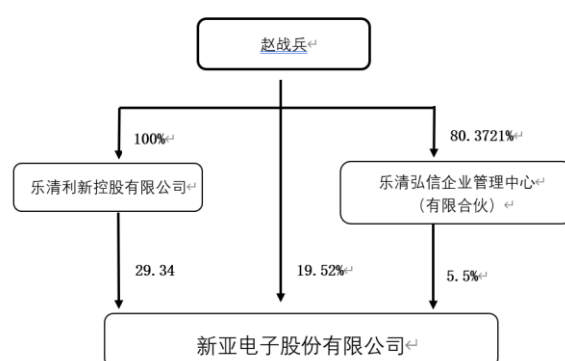 赵战兵
100%
80.3721%
乐清利新控股有限公司
乐清弘信企业管理中心
（有限合伙）
29.34
19.52%
5.5%
新亚电子股份有限公司